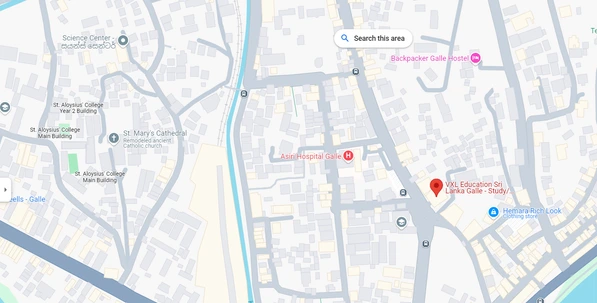 Search this area
Science Center
සයන්ස් සෙන්ටර්
Backpacker Galle Hostel
St. Aloysius' College
Year 2 Building
St. Aloysius' College
Main Building
St. Mary's Cathedral
Remodeled ancient
Catholic church
Asiri Hospital Galle
H
St. Aloysius' College
Main Building
VXL Education Sri
Lanka Galle - Study/
eells - Galle
Hemara Rich Look
Clothing store